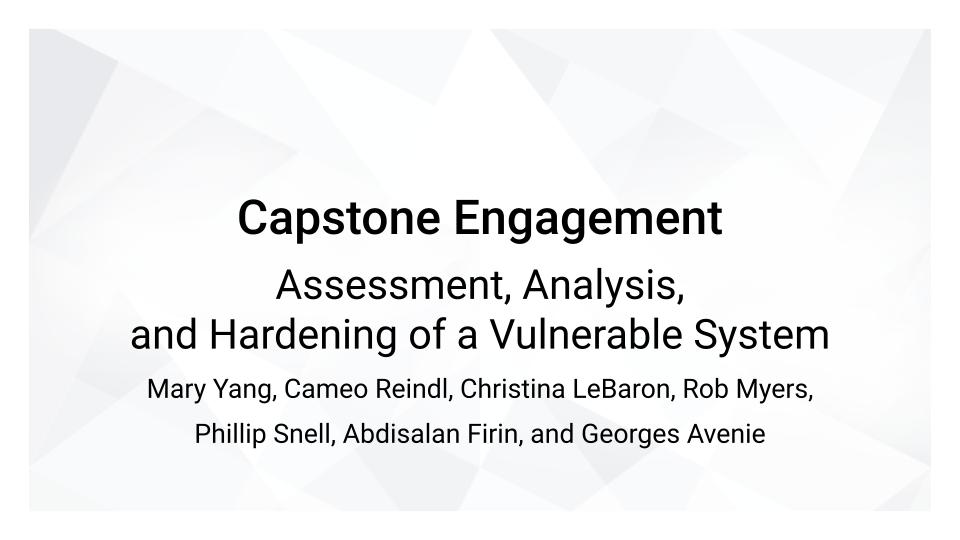 Capstone Engagement
Assessment, Analysis,
and Hardening of a Vulnerable System
Mary Yang, Cameo Reindl, Christina LeBaron, Rob Myers,
Phillip Snell, Abdisalan Firin, and Georges Avenie